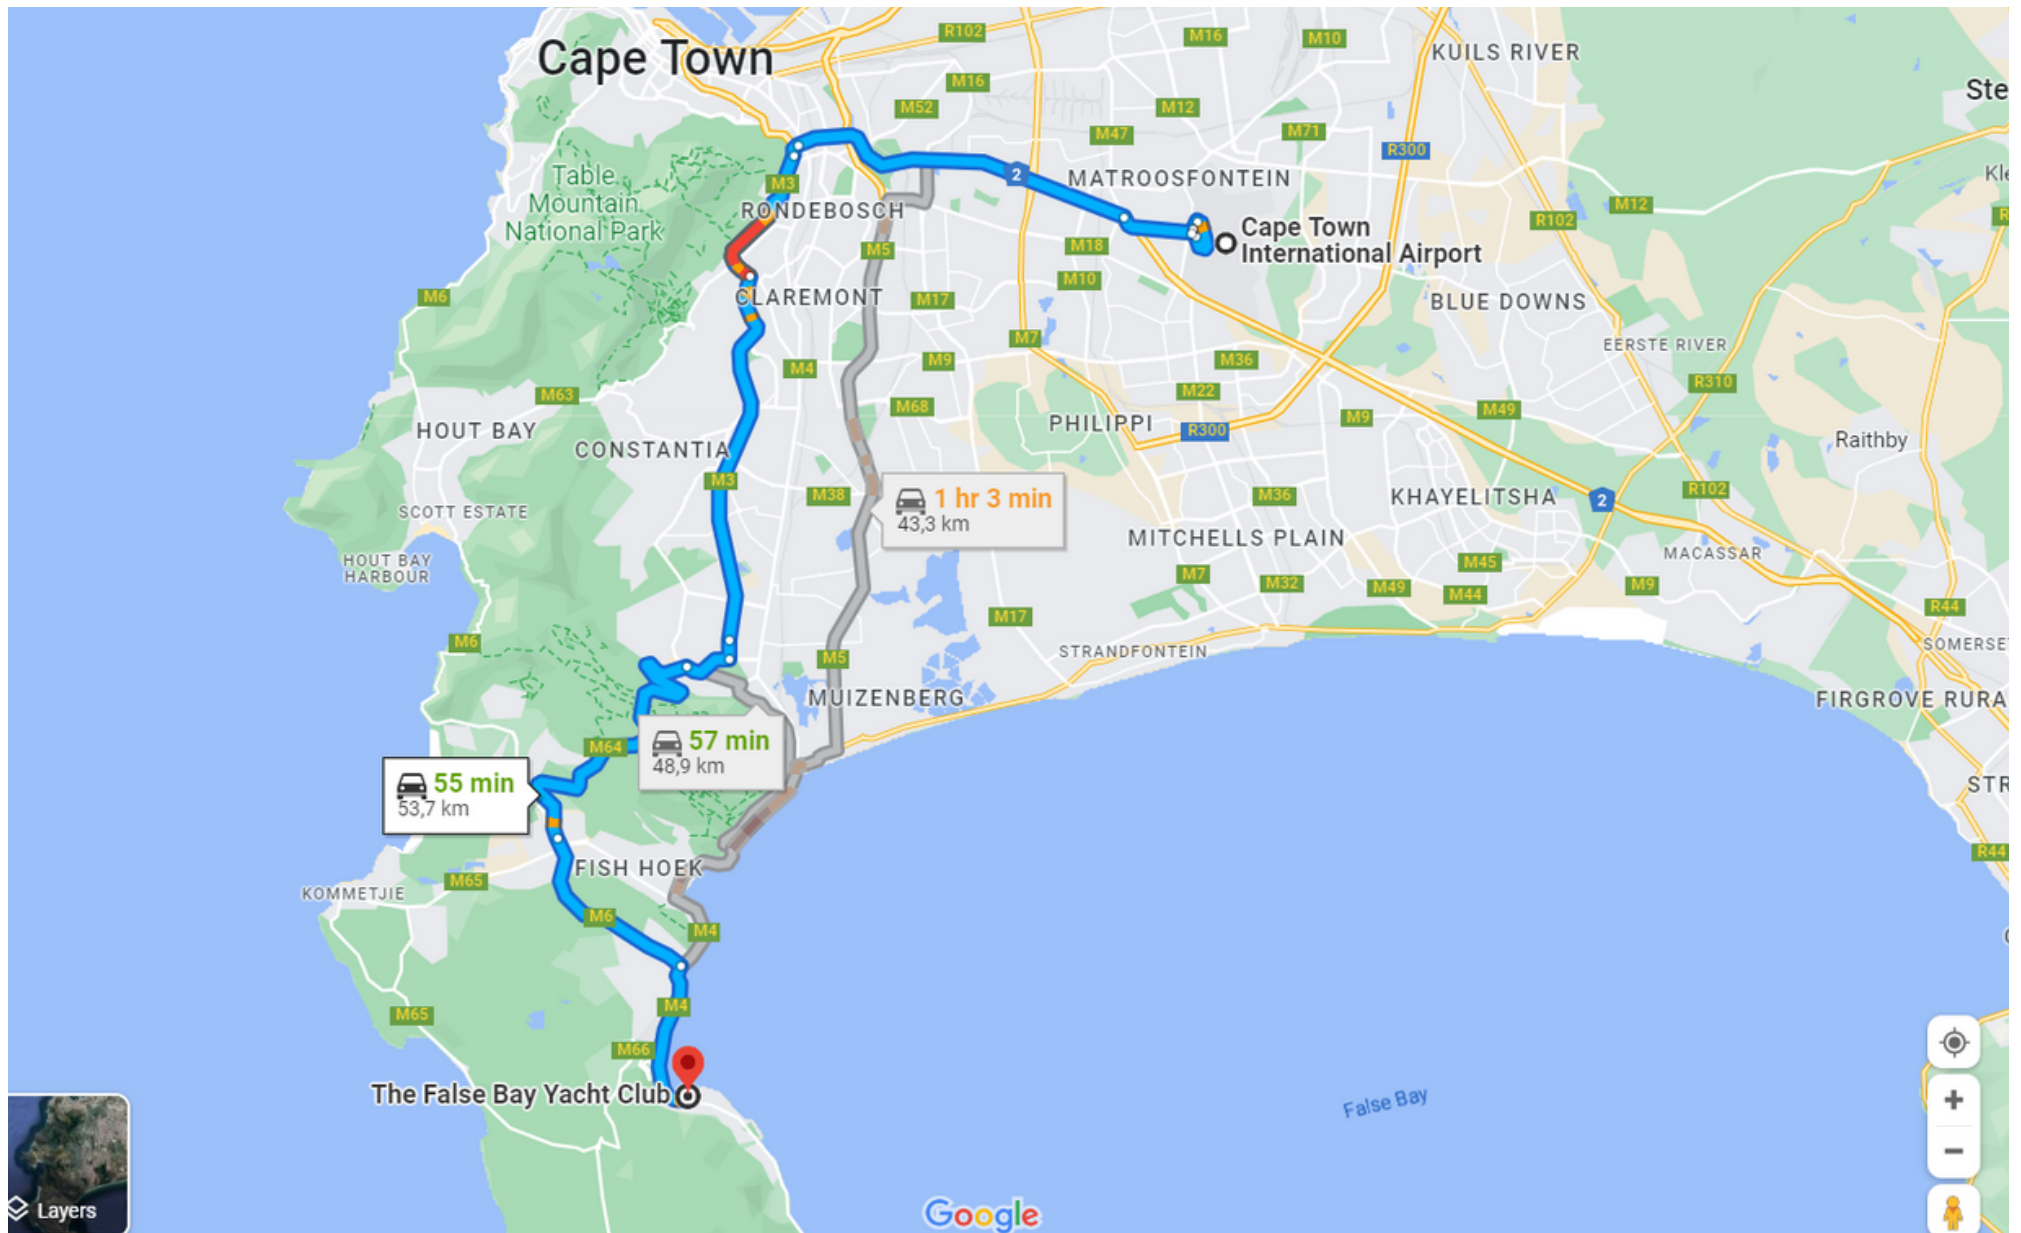 R102
M16
M10
KUILS RIVER
Cape Town
M16
Ste
M52
M12
M47
M71
R300
Table
Mountain
National Park
M3
2
MATROOSFONTEIN
Kle
RONDEBOSCH
R102
M12
R
Cape Town
International Airport
M5
M18
M10
M6
CLAREMONT
M17
BLUE DOWNS
M7
EERSTE RIVER
M4
M9
M36
M63
M22
R310
M68
HOUT BAY
PHILIPPI
R300
M9
M49
Raithby
CONSTANTIA
M3
M38
1 hr 3 min
43,3 km
M36
KHAYELITSHA
2
R102
SCOTT ESTATE
MITCHELLS PLAIN
MACASSAR
HOUT BAY
HARBOUR
M7
M32
M49
M45
M44
M9
M17
R44
M6
M5
STRANDFONTEIN
SOMERSE
MUIZENBERG
FIRGROVE RURA
M64
57 min
48,9 km
55 min
53,7 km
STR
FISH HOEK
R44
KOMMETJIE
M65
M6
M4
M65
M4
M66
The False Bay Yacht Club
False Bay
+
−
Layers
Google